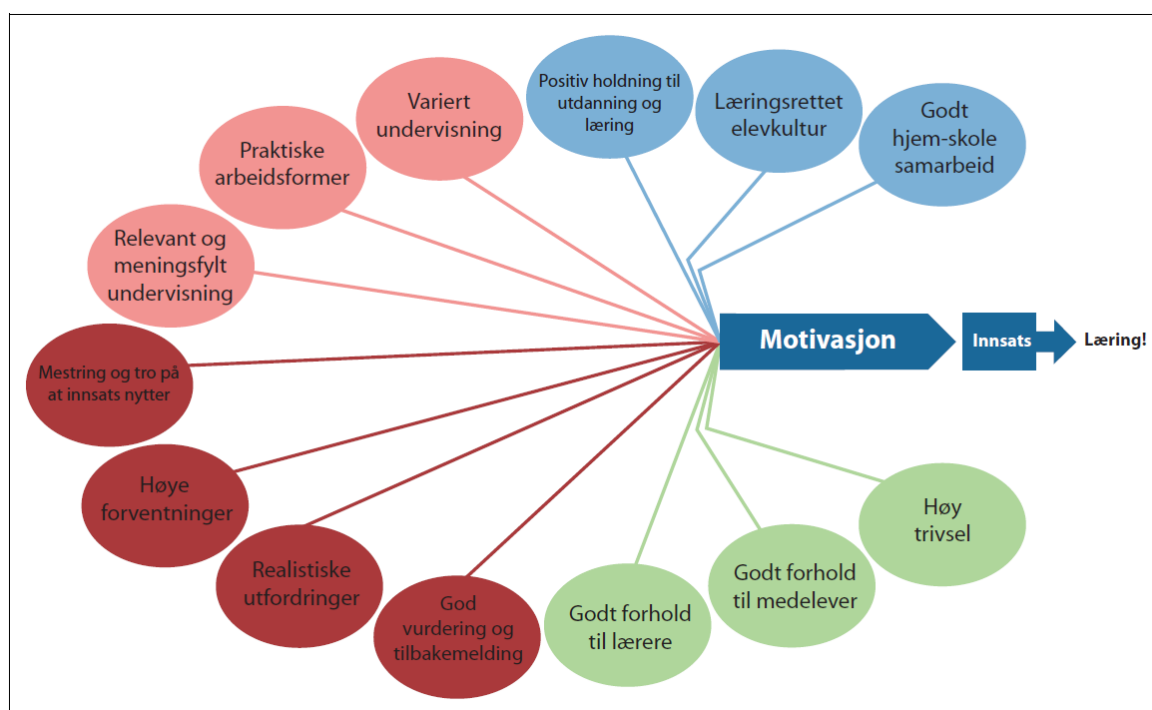 Positiv holdning til
utdanning og
læring
Læringsrettet
elevkultur
Godt
hjem-skole
samarbeid
Variert
undervisning
Praktiske
arbeidsformer
Relevant og
meningsfylt
undervisning
Mestring og tro på
at innsats nytter
Høye
forventninger
Realistiske
utfordringer
God
vurdering og
tilbakemelding
Godt forhold
til lærere
Godt forhold
til medelever
Høy
trivsel
Motivasjon
Innsats
Læring!